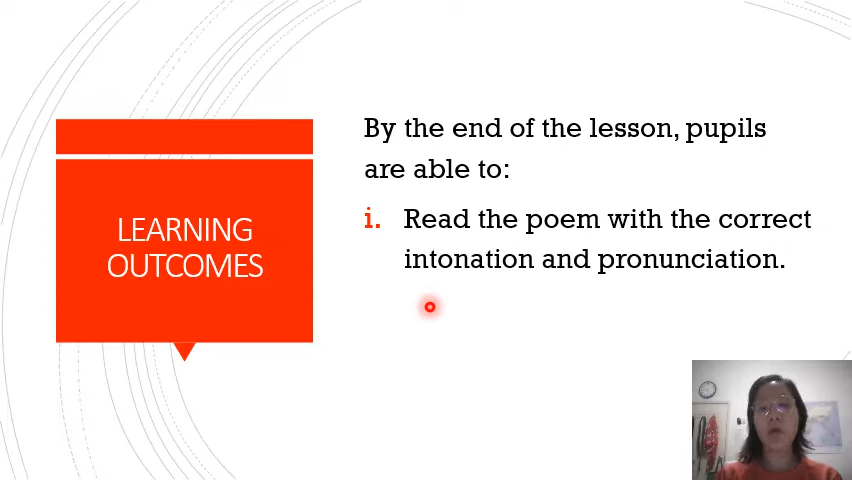 LEARNING
OUTCOMES
By the end of the lesson, pupils
are able to:
i. Read the poem with the correct
intonation and pronunciation.